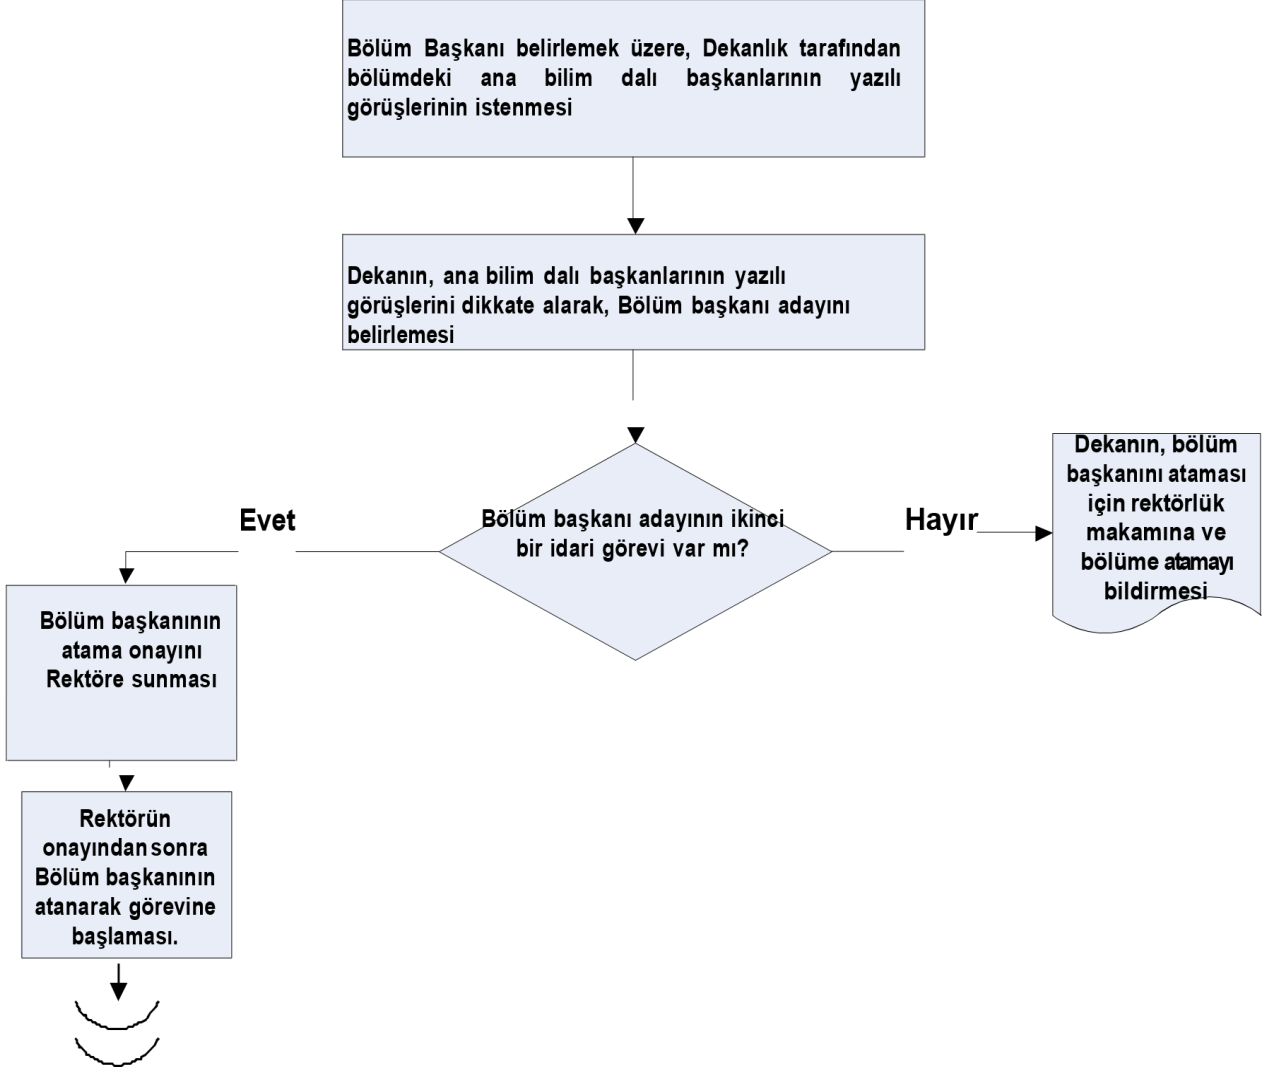 Bölüm Başkanı belirlemek üzere, Dekanlık tarafından
bölümdeki ana bilim dalı başkanlarının yazılı
görüşlerinin istenmesi
Dekanın, ana bilim dalı başkanlarının yazılı
görüşlerini dikkate alarak, Bölüm başkanı adayını
belirlemesi
Bölüm başkanı adayının ikinci
bir idari görevi var mı?
Evet
Hayır
Dekanın, bölüm
başkanını ataması
için rektörlük
makamına ve
bölüme atamayı
bildirmesi
Bölüm başkanının
atama onayını
Rektöre sunması
Rektörün
onayından sonra
Bölüm başkanının
atanarak görevine
başlaması.